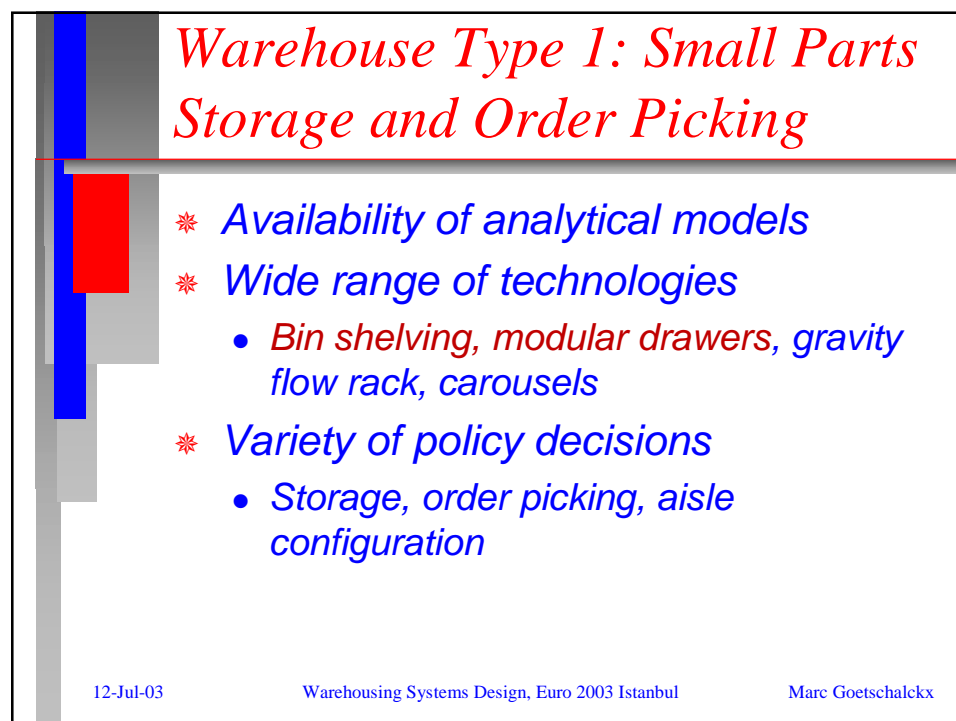 Warehouse Type 1: Small Parts
Storage and Order Picking
Availability of analytical models
Wide range of technologies
Bin shelving, modular drawers, gravity
flow rack, carousels
Variety of policy decisions
Storage, order picking, aisle
configuration
12-Jul-03 Warehousing Systems Design, Euro 2003 Istanbul Marc Goetschalckx